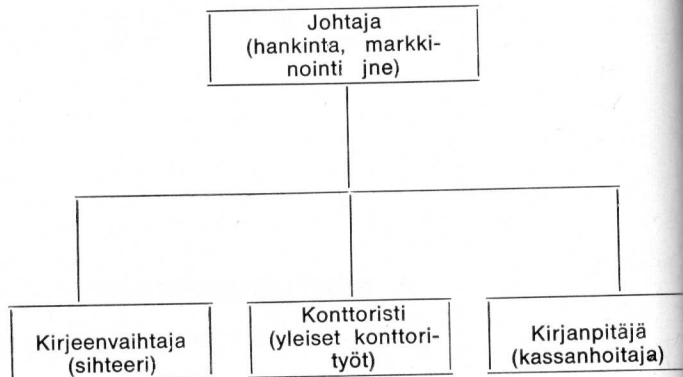 Johtaja
(hankinta, markki-
nointi jne)
Kirjeenvaihtaja
(sihteeri)
Konttoristi
(yleiset konttori-
työt)
Kirjanpitäjä
(kassanhoitaja)